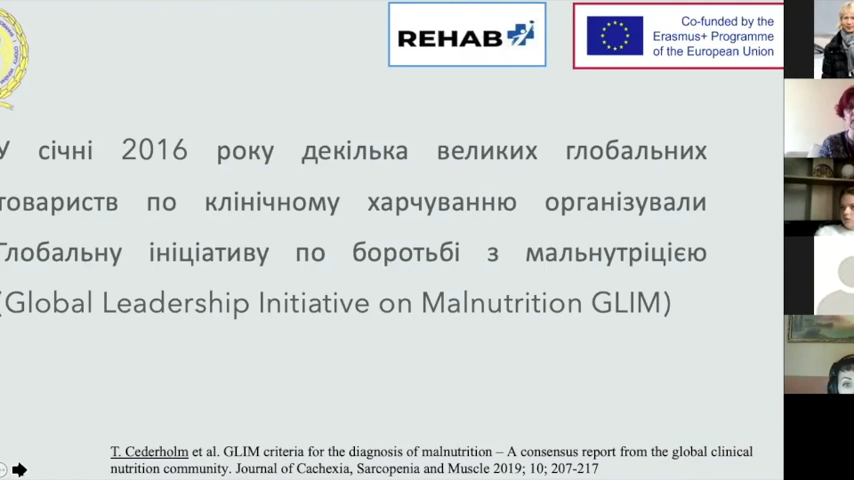 REHAB
Co-funded by the
Erasmus+ Programme
of the European Union
У січні 2016 року декілька великих глобальних
товариств по клінічному харчуванню організували
Глобальну ініціативу по боротьбі з мальнутріцією
(Global Leadership Initiative on Malnutrition GLIM)
T. Cederholm et al. GLIM criteria for the diagnosis of malnutrition – A consensus report from the global clinical
nutrition community. Journal of Cachexia, Sarcopenia and Muscle 2019; 10; 207-217